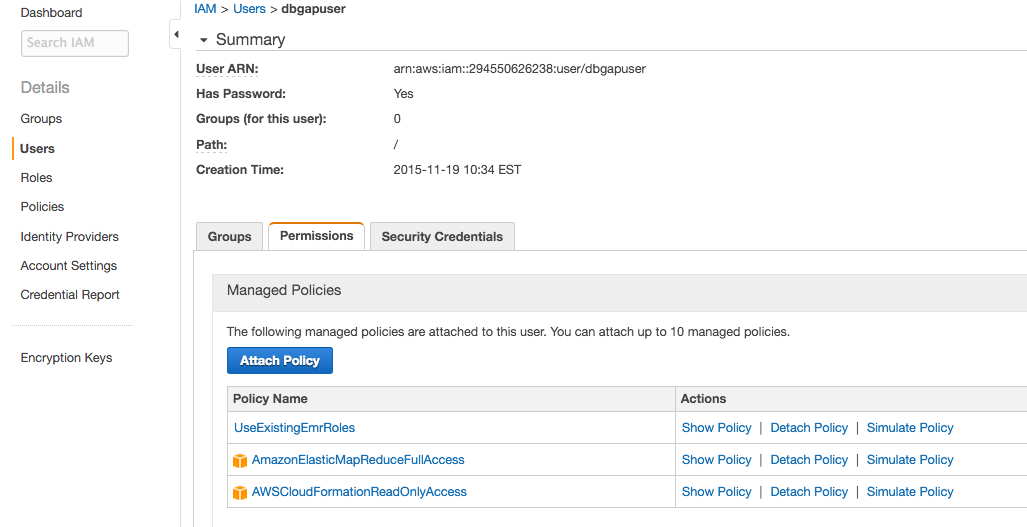 Dashboard
Search IAM
Details
Groups
Users
Roles
Policies
Identity Providers
Account Settings
Credential Report
Encryption Keys
IAM > Users > dbgapuser
Summary
User ARN: arn:aws:iam::294550626238:user/dbgapuser
Has Password: Yes
Groups (for this user): 0
Path: /
Creation Time: 2015-11-19 10:34 EST
Groups Permissions Security Credentials
Managed Policies
The following managed policies are attached to this user. You can attach up to 10 managed policies.
Attach Policy
Policy Name Actions
UseExistingEmrRoles Show Policy | Detach Policy | Simulate Policy
AmazonElasticMapReduceFullAccess Show Policy | Detach Policy | Simulate Policy
AWSCloudFormationReadOnlyAccess Show Policy | Detach Policy | Simulate Policy